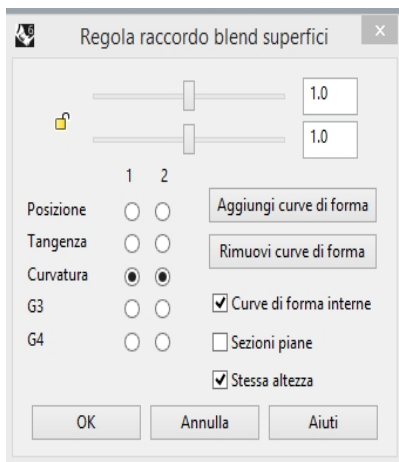 Regola raccordo blend superfici
x
1.0
1.0
1 2
Posizione
Tangenza
Curvatura
G3
G4
Aggiungi curve di forma
Rimuovi curve di forma
Curve di forma interne
Sezioni piane
Stessa altezza
OK Annulla Aiuti